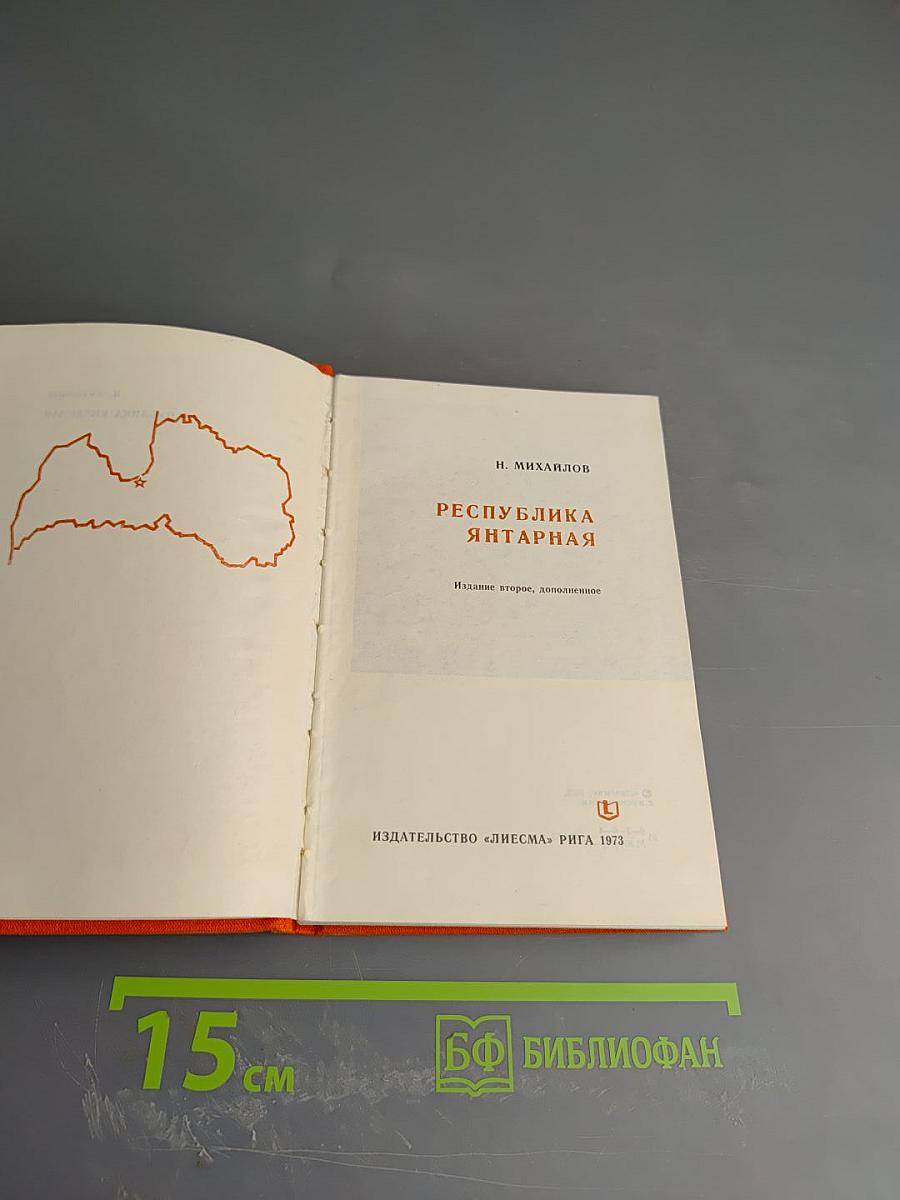 Н. МИХАЙЛОВ
РЕСПУБЛИКА
ЯНТАРНАЯ
Издание второе, дополненное
L
ИЗДАТЕЛЬСТВО «ЛИЕСМА» РИГА 1973
15 см
БФ БИБЛИОФАН